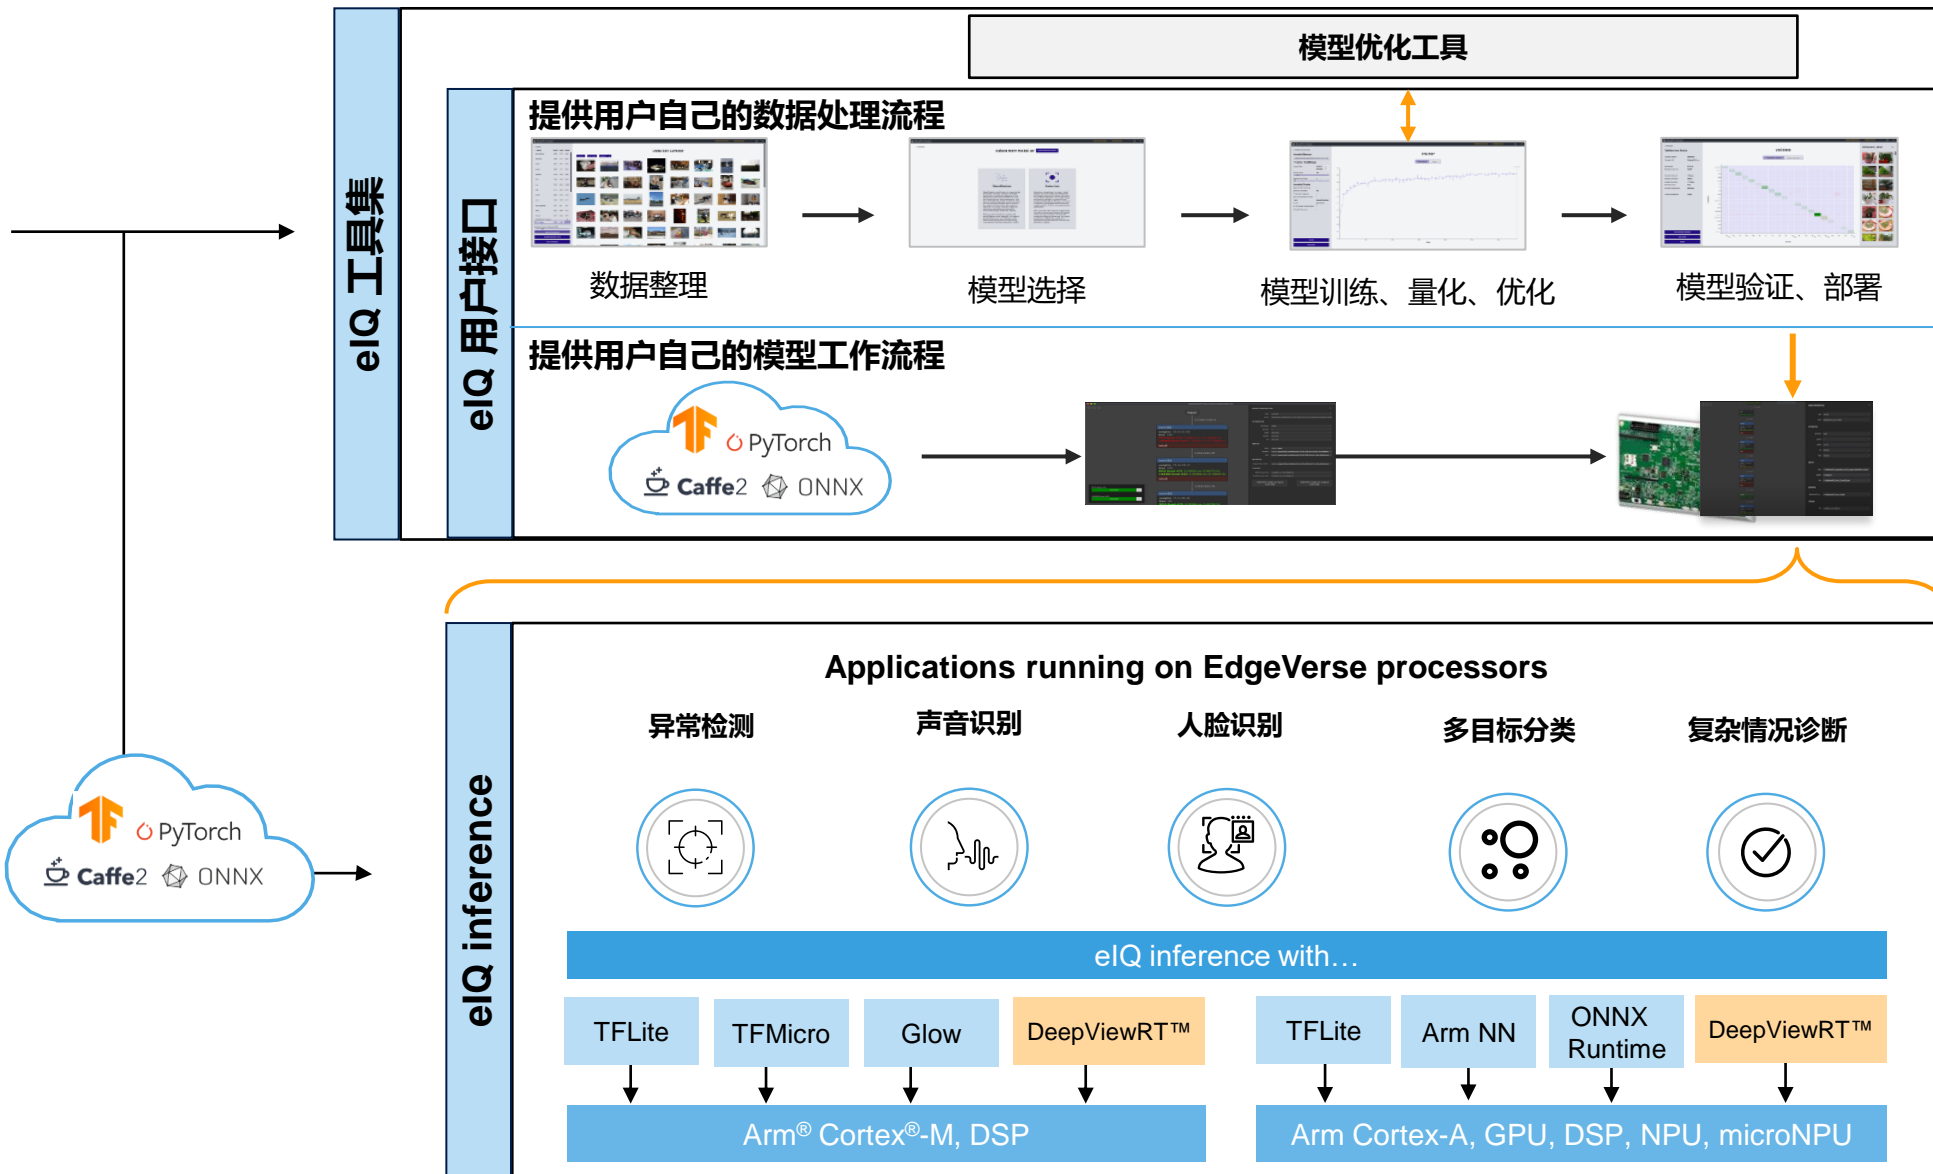 模型优化工具
eIQ 工具集
eIQ 用户接口
提供用户自己的数据处理流程
数据整理
模型选择
模型训练、量化、优化
模型验证、部署
提供用户自己的模型工作流程
PyTorch
Caffe2
ONNX
PyTorch
Caffe2
ONNX
eIQ inference
Applications running on EdgeVerse processors
异常检测
声音识别
人脸识别
多目标分类
复杂情况诊断
eIQ inference with…
TFLite
TFMicro
Glow
DeepViewRT™
TFLite
Arm NN
ONNX
Runtime
DeepViewRT™
Arm® Cortex®-M, DSP
Arm Cortex-A, GPU, DSP, NPU, microNPU